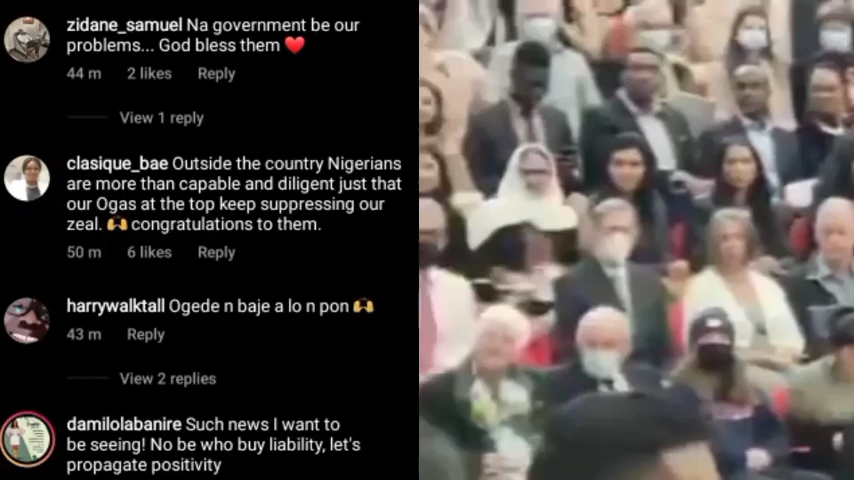 zidane_samuel Na government be our
problems... God bless them ❤️
44 m 2 likes Reply
View 1 reply
clasique_bae Outside the country Nigerians
are more than capable and diligent just that
our Ogas at the top keep suppressing our
zeal. 🙌 congratulations to them.
50 m 6 likes Reply
harrywalktall Ogede n baje a lo n pon 🙌
43 m Reply
View 2 replies
damilolabanire Such news I want to
be seeing! No be who buy liability, let's
propagate positivity